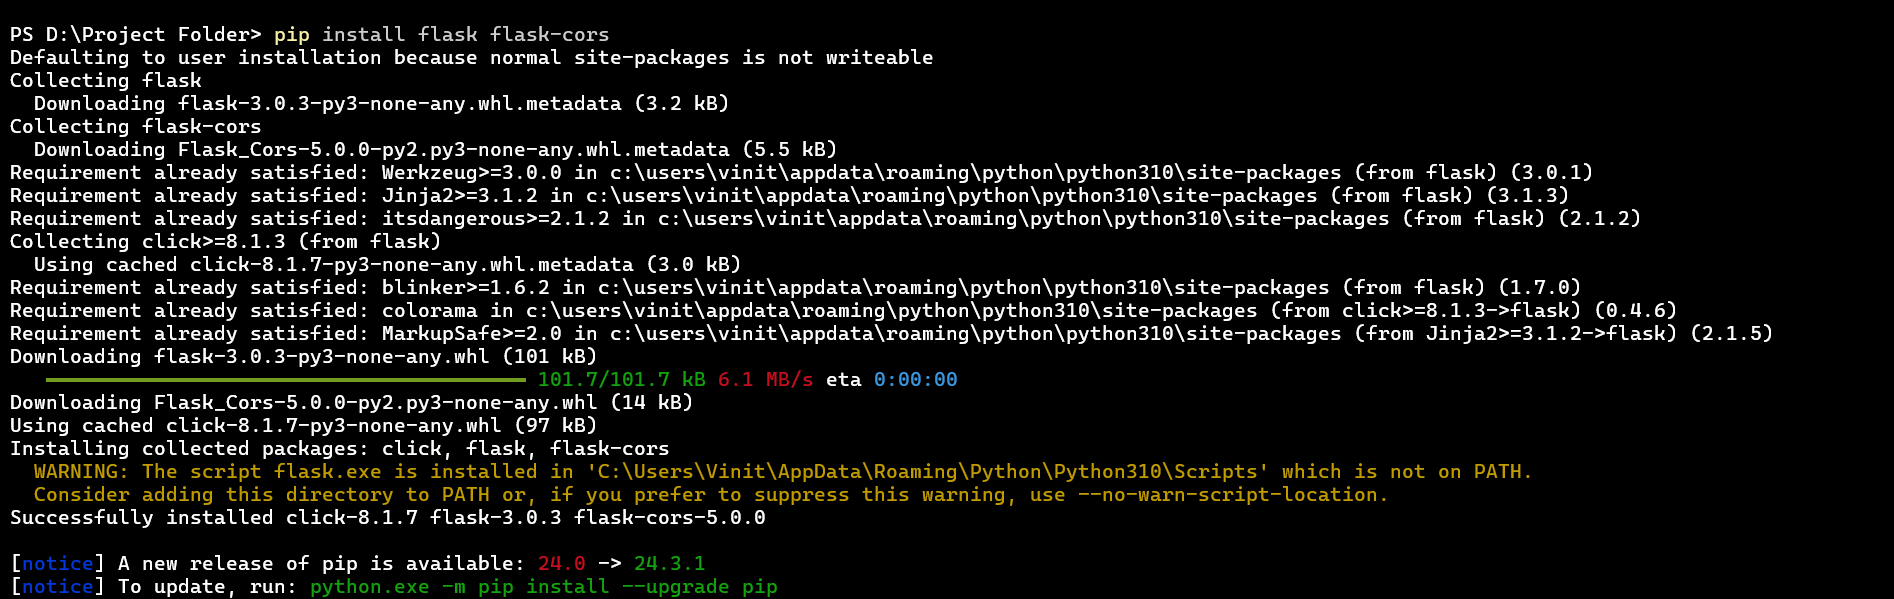 PS D:\Project Folder> pip install flask flask-cors
Defaulting to user installation because normal site-packages is not writeable
Collecting flask
  Downloading flask-3.0.3-py3-none-any.whl.metadata (3.2 kB)
Collecting flask-cors
  Downloading Flask_Cors-5.0.0-py2.py3-none-any.whl.metadata (5.5 kB)
Requirement already satisfied: Werkzeug>=3.0.0 in c:\users\vinit\appdata\roaming\python\python310\site-packages (from flask) (3.0.1)
Requirement already satisfied: Jinja2>=3.1.2 in c:\users\vinit\appdata\roaming\python\python310\site-packages (from flask) (3.1.3)
Requirement already satisfied: itsdangerous>=2.1.2 in c:\users\vinit\appdata\roaming\python\python310\site-packages (from flask) (2.1.2)
Collecting click>=8.1.3 (from flask)
  Using cached click-8.1.7-py3-none-any.whl.metadata (3.0 kB)
Requirement already satisfied: blinker>=1.6.2 in c:\users\vinit\appdata\roaming\python\python310\site-packages (from flask) (1.7.0)
Requirement already satisfied: colorama in c:\users\vinit\appdata\roaming\python\python310\site-packages (from click>=8.1.3->flask) (0.4.6)
Requirement already satisfied: MarkupSafe>=2.0 in c:\users\vinit\appdata\roaming\python\python310\site-packages (from Jinja2>=3.1.2->flask) (2.1.5)
Downloading flask-3.0.3-py3-none-any.whl (101 kB)
101.7/101.7 kB 6.1 MB/s eta 0:00:00
Downloading Flask_Cors-5.0.0-py2.py3-none-any.whl (14 kB)
Using cached click-8.1.7-py3-none-any.whl (97 kB)
Installing collected packages: click, flask, flask-cors
  WARNING: The script flask.exe is installed in 'C:\Users\Vinit\AppData\Roaming\Python\Python310\Scripts' which is not on PATH.
  Consider adding this directory to PATH or, if you prefer to suppress this warning, use --no-warn-script-location.
Successfully installed click-8.1.7 flask-3.0.3 flask-cors-5.0.0
[notice] A new release of pip is available: 24.0 -> 24.3.1
[notice] To update, run: python.exe -m pip install --upgrade pip